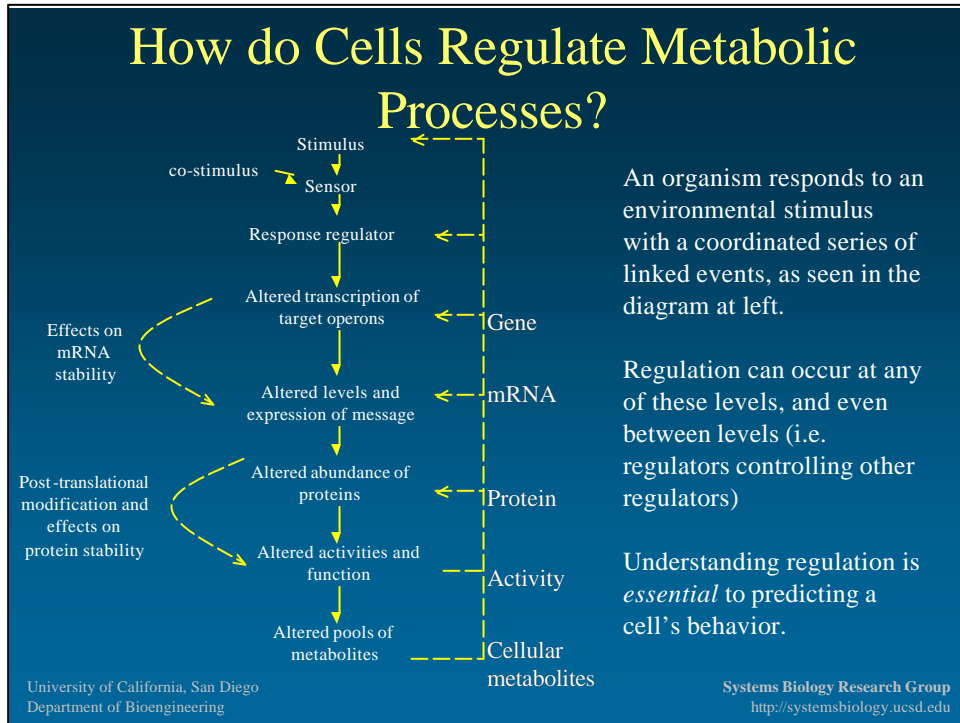 How do Cells Regulate Metabolic
Processes?
Stimulus
co-stimulus
Sensor
Response regulator
Altered transcription of
target operons
Gene
Effects on
mRNA
stability
Altered levels and
expression of message
mRNA
Altered abundance of
proteins
Protein
Post-translational
modification and
effects on
protein stability
Altered activities and
function
Activity
Altered pools of
metabolites
Cellular
metabolites
An organism responds to an
environmental stimulus
with a coordinated series of
linked events, as seen in the
diagram at left.
Regulation can occur at any
of these levels, and even
between levels (i.e.
regulators controlling other
regulators)
Understanding regulation is
essential to predicting a
cell's behavior.
University of California, San Diego
Department of Bioengineering
Systems Biology Research Group
http://systemsbiology.ucsd.edu